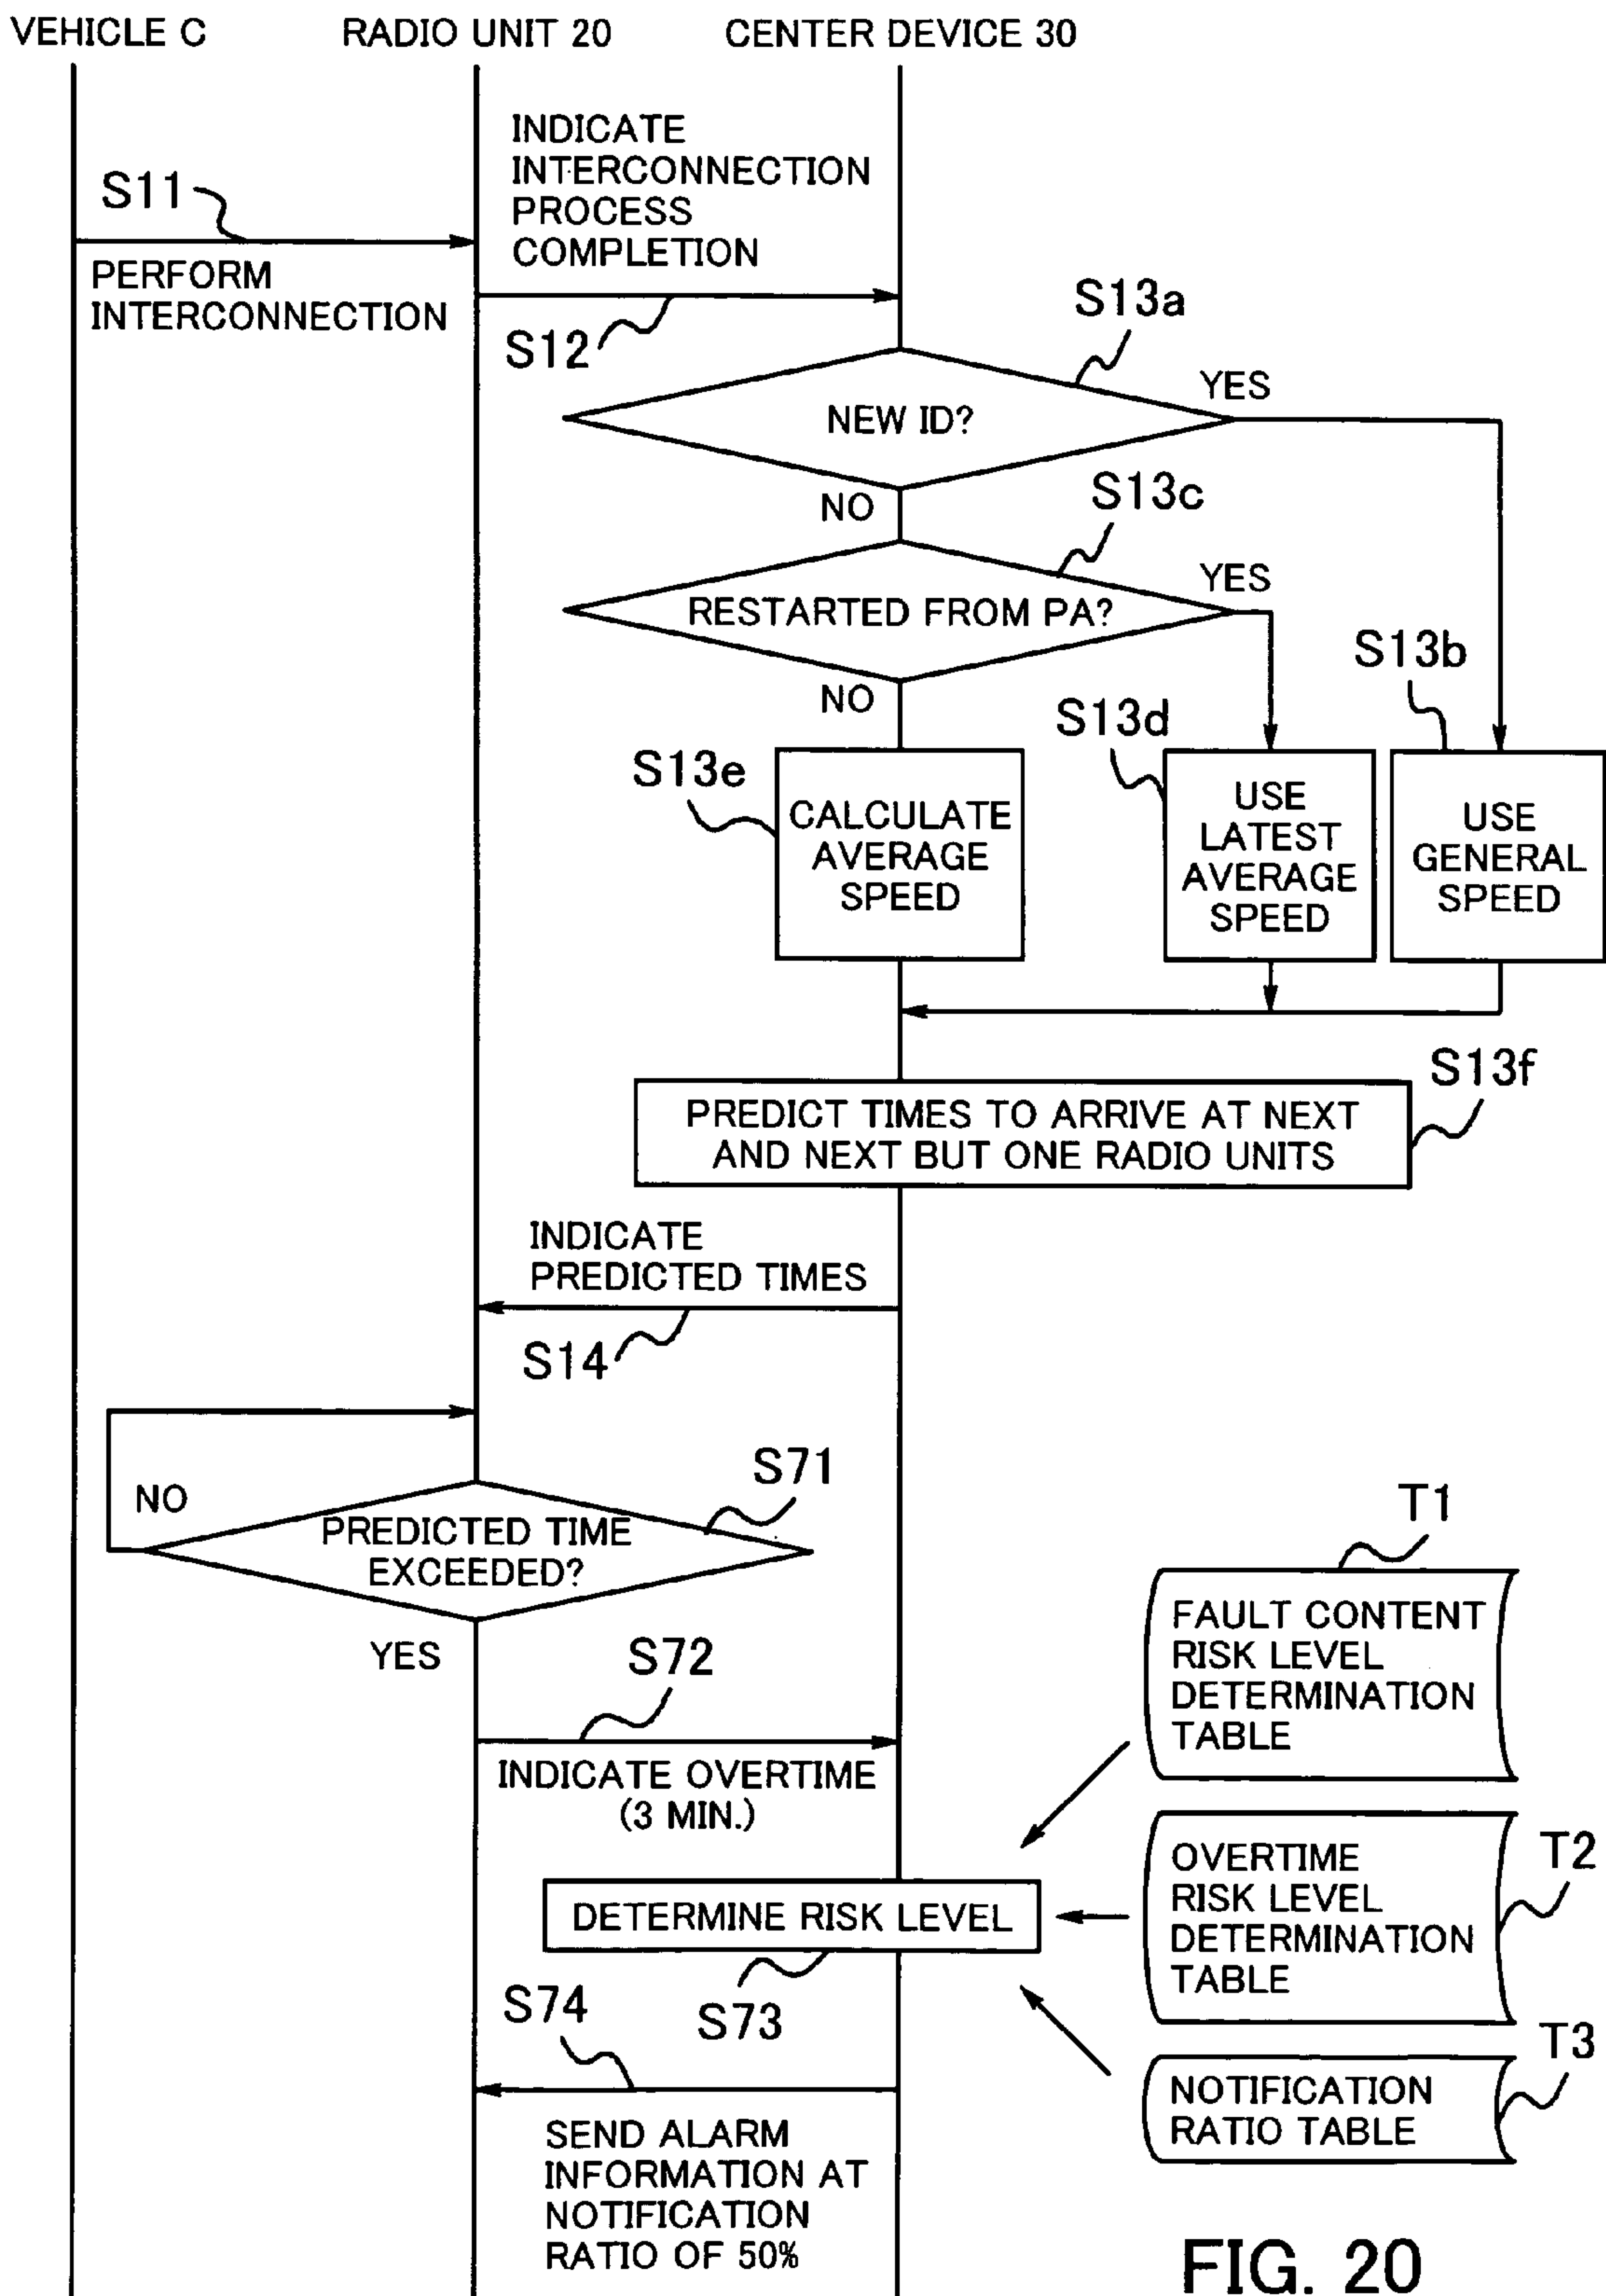 VEHICLE C
RADIO UNIT 20
CENTER DEVICE 30
INDICATE
INTERCONNECTION
PROCESS
COMPLETION
S11
PERFORM
INTERCONNECTION
S12
S13a
NEW ID?
YES
NO
S13c
RESTARTED FROM PA?
YES
NO
S13b
S13d
S13e
CALCULATE
AVERAGE
SPEED
USE
LATEST
AVERAGE
SPEED
USE
GENERAL
SPEED
S13f
PREDICT TIMES TO ARRIVE AT NEXT
AND NEXT BUT ONE RADIO UNITS
INDICATE
PREDICTED TIMES
S14
NO
S71
PREDICTED TIME
EXCEEDED?
YES
S72
INDICATE OVERTIME
(3 MIN.)
T1
FAULT CONTENT
RISK LEVEL
DETERMINATION
TABLE
T2
OVERTIME
RISK LEVEL
DETERMINATION
TABLE
DETERMINE RISK LEVEL
S73
S74
T3
NOTIFICATION
RATIO TABLE
SEND ALARM
INFORMATION AT
NOTIFICATION
RATIO OF 50%
FIG. 20